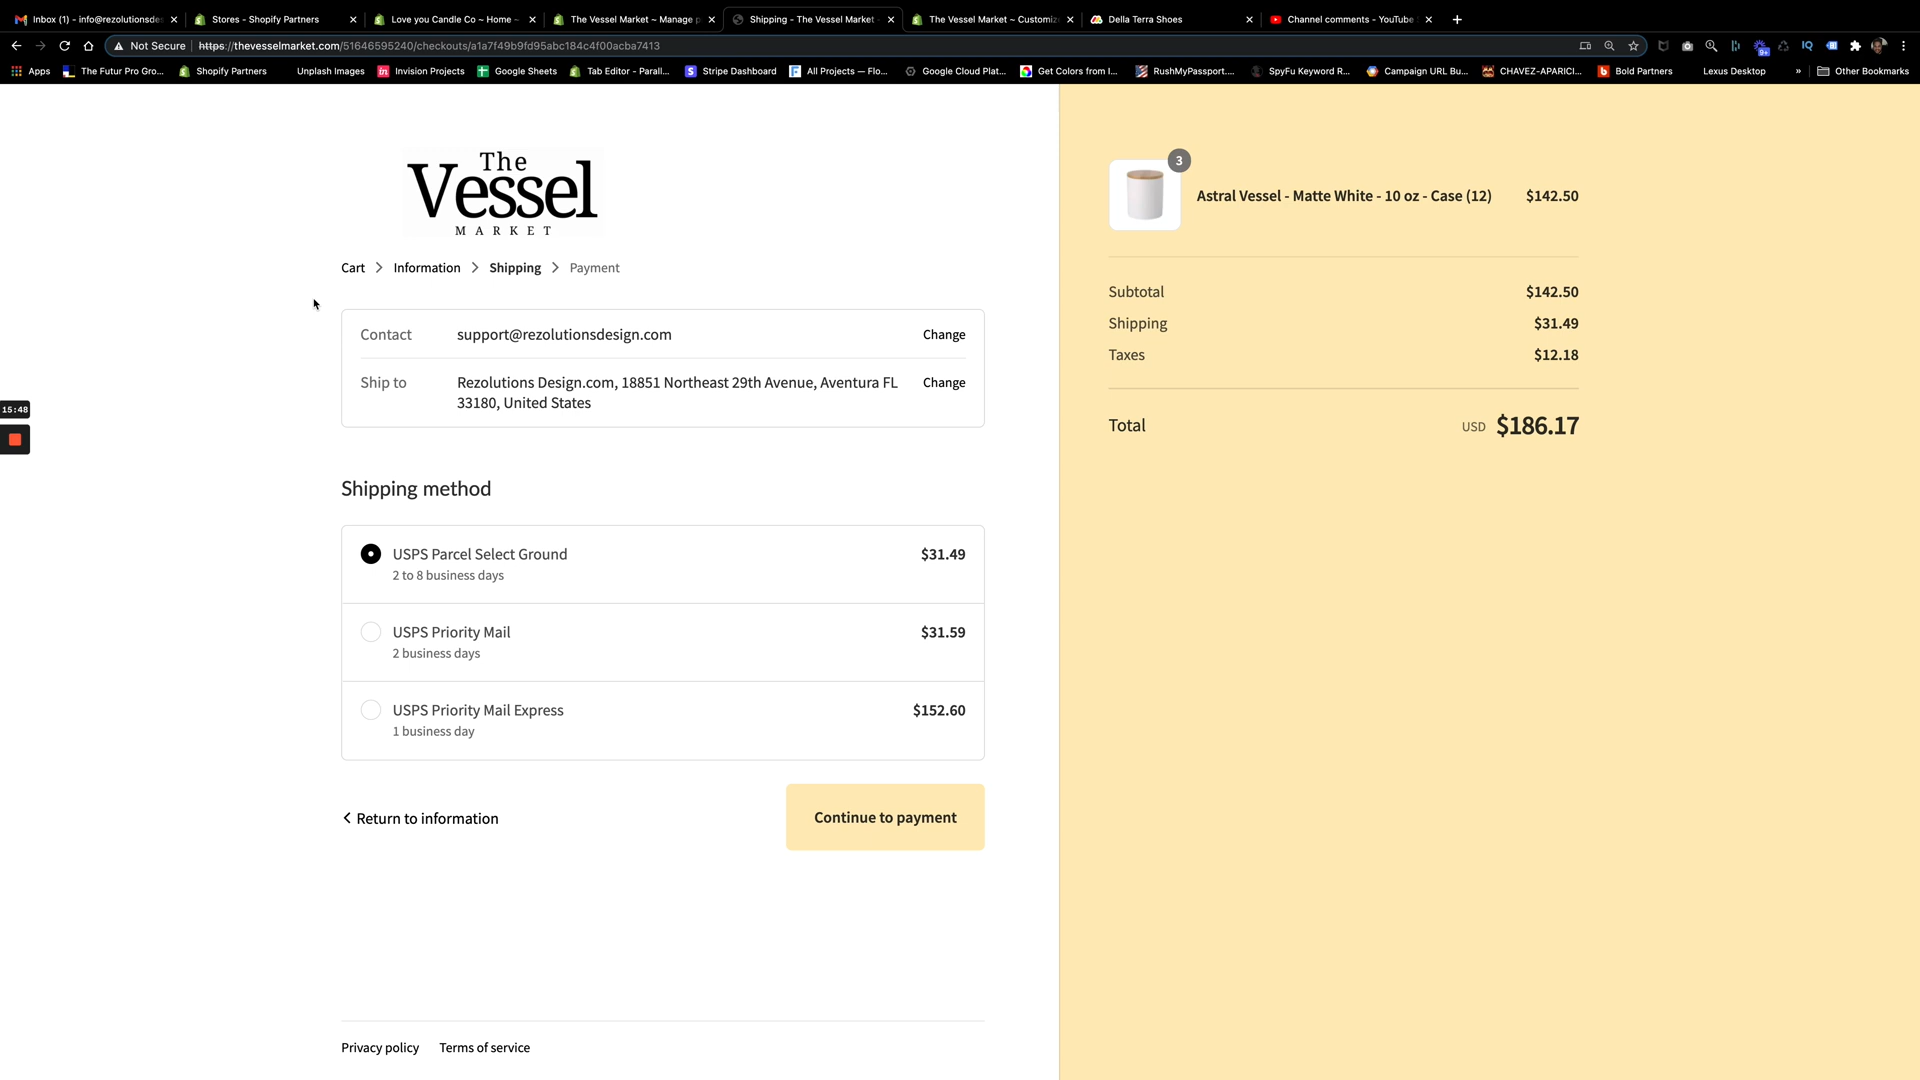 Inbox (1) - info@rezolutionsdes
Stores - Shopify Partners
Love you Candle Co ~ Home ~
The Vessel Market ~ Manage p
Shipping - The Vessel Market -
The Vessel Market ~ Customiz
Della Terra Shoes
Channel comments - YouTube
Not Secure
https://thevesselmarket.com/51646595240/checkouts/a1a7f49b9fd95abc184c4f00acba7413
9+
IQ
Apps
The Futur Pro Gro...
Shopify Partners
Unplash Images
in
Invision Projects
Google Sheets
Tab Editor - Parall...
S
Stripe Dashboard
All Projects — Flo...
Google Cloud Plat...
Get Colors from I...
RushMyPassport....
SpyFu Keyword R...
Campaign URL Bu...
CHAVEZ-APARICI...
b
Bold Partners
Lexus Desktop
»
Other Bookmarks
The
Vessel
MARKET
Cart > Information > Shipping > Payment
Contact support@rezolutionsdesign.com Change
Ship to Rezolutions Design.com, 18851 Northeast 29th Avenue, Aventura FL Change
33180, United States
15:48
Shipping method
USPS Parcel Select Ground $31.49
2 to 8 business days
USPS Priority Mail $31.59
2 business days
USPS Priority Mail Express $152.60
1 business day
< Return to information
Continue to payment
Privacy policy Terms of service
3
Astral Vessel - Matte White - 10 oz - Case (12) $142.50
Subtotal $142.50
Shipping $31.49
Taxes $12.18
Total USD $186.17